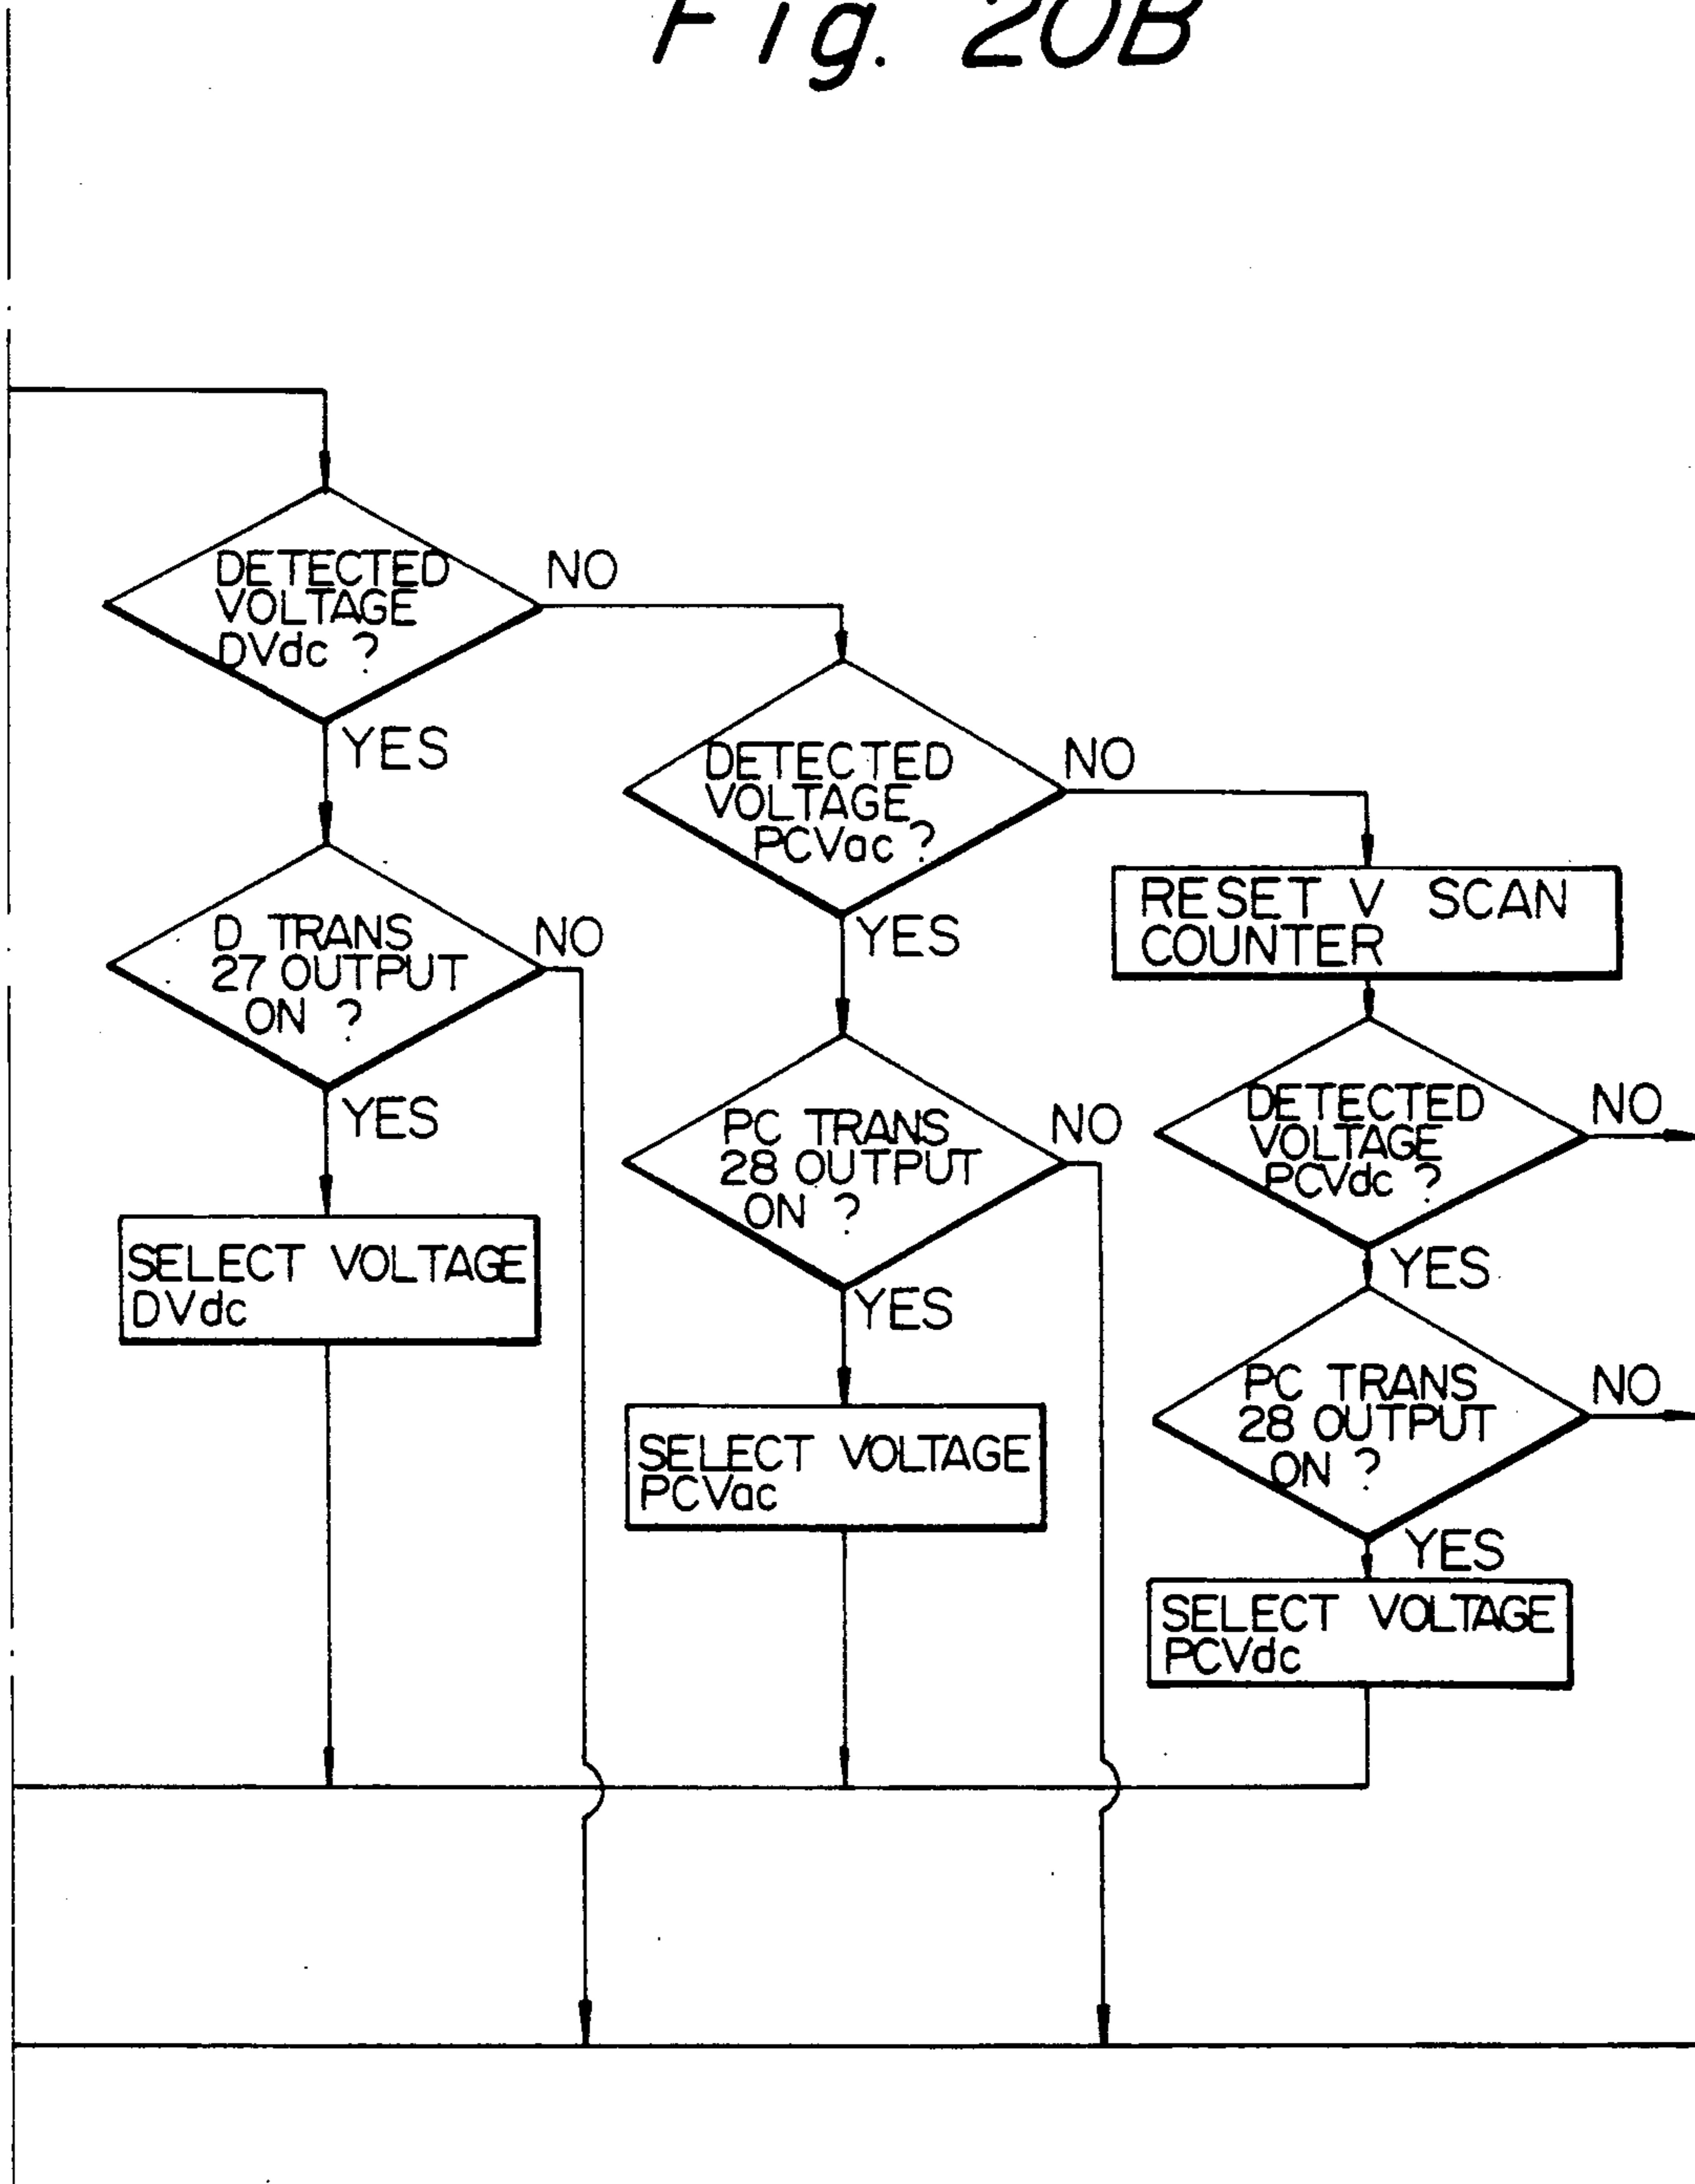 Fig. 20B
DETECTED
VOLTAGE
DVdc ?
NO
YES
D TRANS
27 OUTPUT
ON ?
NO
YES
SELECT VOLTAGE
DVdc
DETECTED
VOLTAGE
PCVac ?
NO
YES
PC TRANS
28 OUTPUT
ON ?
NO
YES
SELECT VOLTAGE
PCVac
RESET V SCAN
COUNTER
DETECTED
VOLTAGE
PCVdc ?
NO
YES
PC TRANS
28 OUTPUT
ON ?
NO
YES
SELECT VOLTAGE
PCVdc